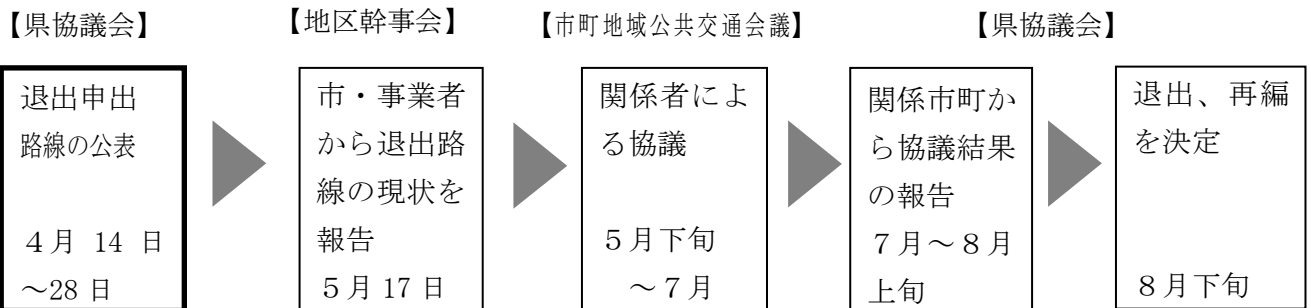 【県協議会】
【地区幹事会】
【市町地域公共交通会議】
【県協議会】
退出申出
路線の公表
４月 14 日
～28 日
市・事業者
から退出路
線の現状を
報告
５月 17 日
関係者によ
る協議
５月下旬
～７月
関係市町か
ら協議結果
の報告
７月～８月
上旬
退出、再編
を決定
８月下旬